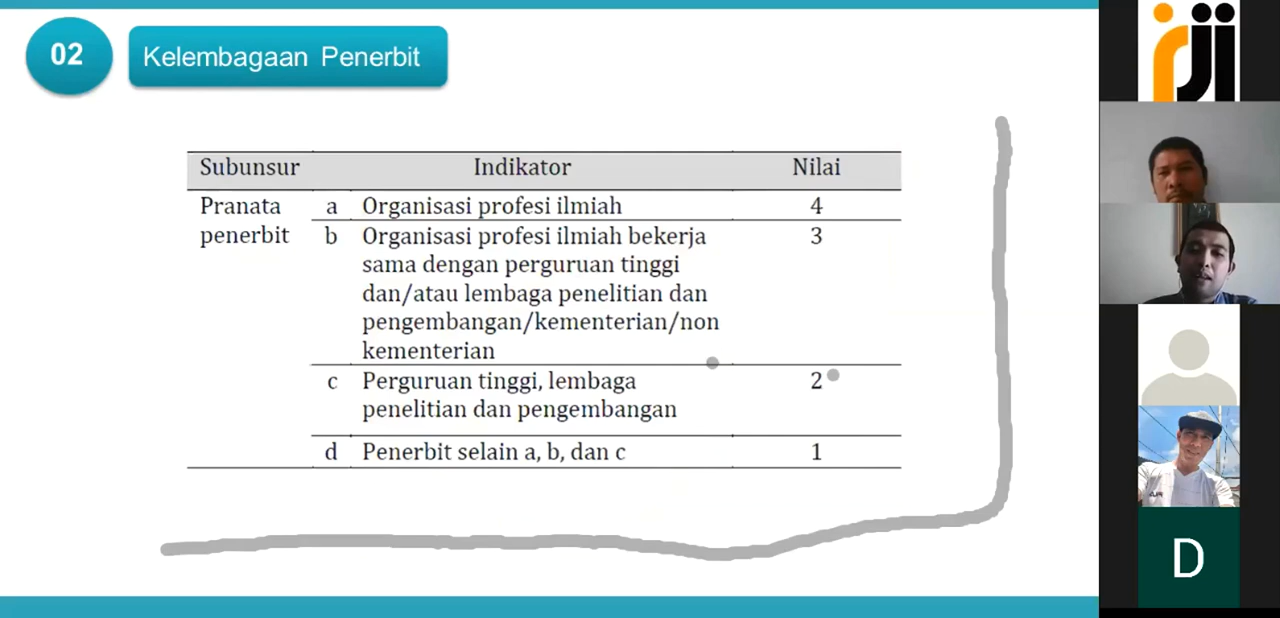 02
Kelembagaan Penerbit
Subunsur Indikator Nilai
Pranata penerbit
a Organisasi profesi ilmiah 4
b Organisasi profesi ilmiah bekerja 3
sama dengan perguruan tinggi
dan/atau lembaga penelitian dan
pengembangan/kementerian/non
kementerian
c Perguruan tinggi, lembaga 2
penelitian dan pengembangan
d Penerbit selain a, b, dan c 1
rji
D